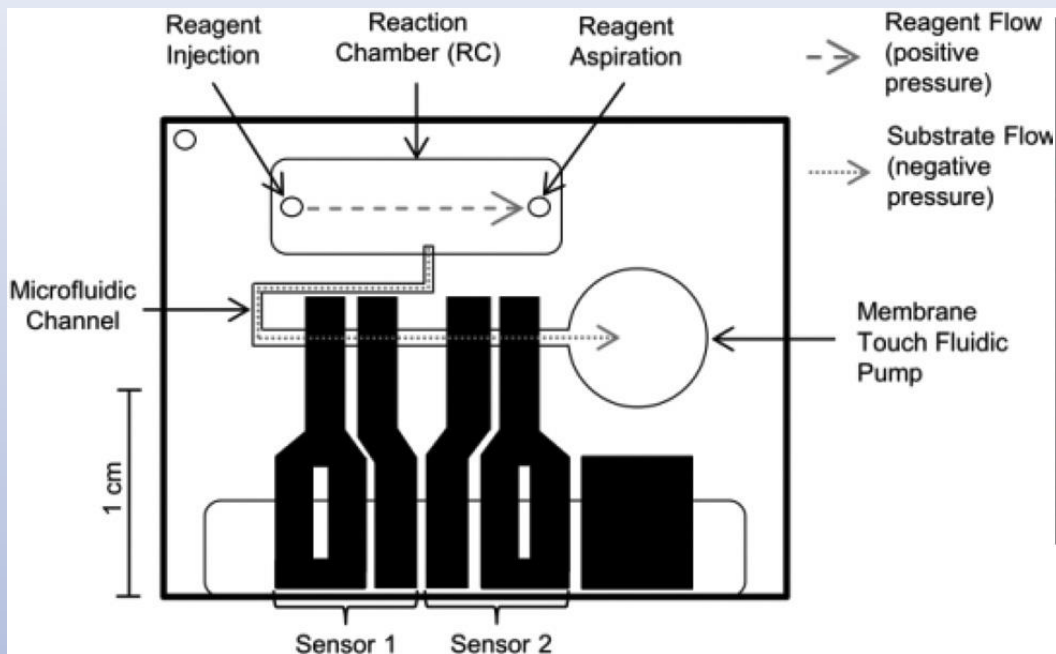 Reagent
Injection
Reaction
Chamber (RC)
Reagent
Aspiration
Reagent Flow
(positive
pressure)
Substrate Flow
(negative
pressure)
Microfluidic
Channel
Membrane
Touch Fluidic
Pump
1 cm
Sensor 1
Sensor 2